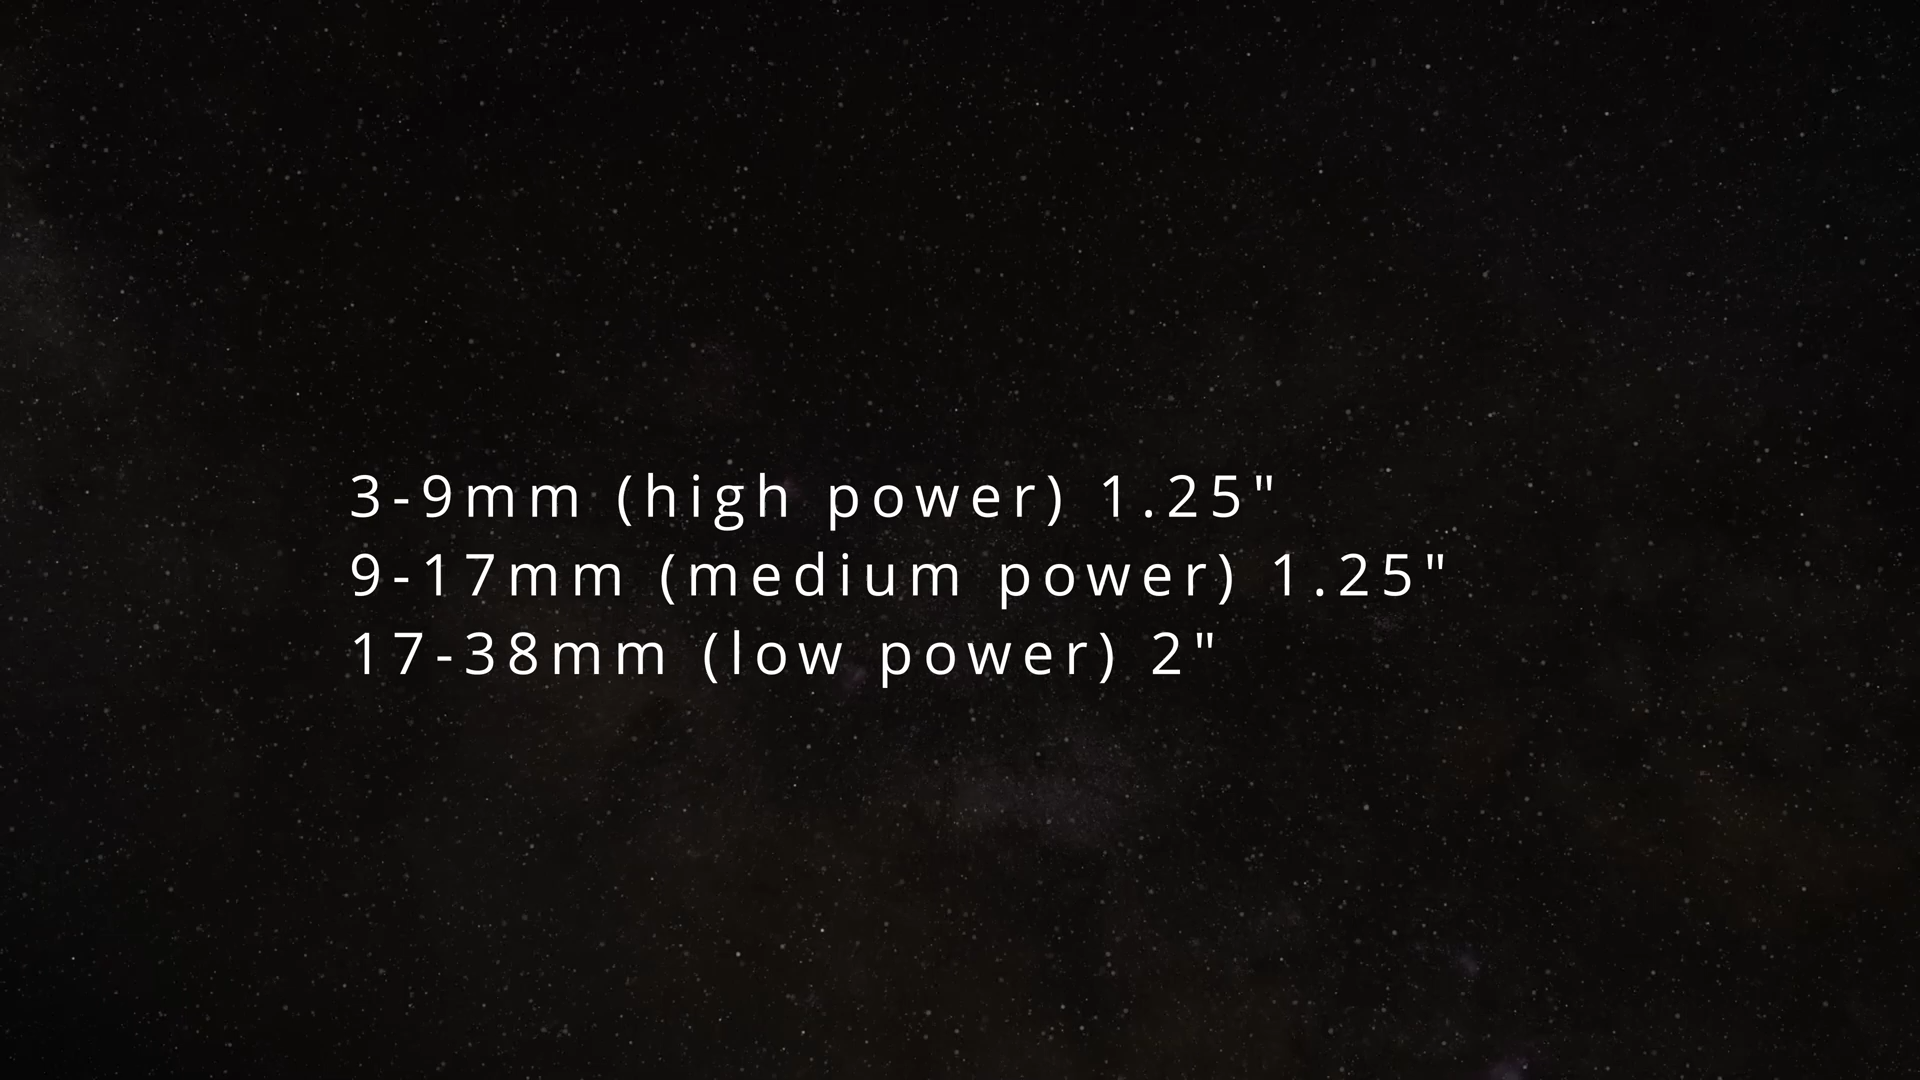 3-9mm (high power) 1.25"
9-17mm (medium power) 1.25"
17-38mm (low power) 2"